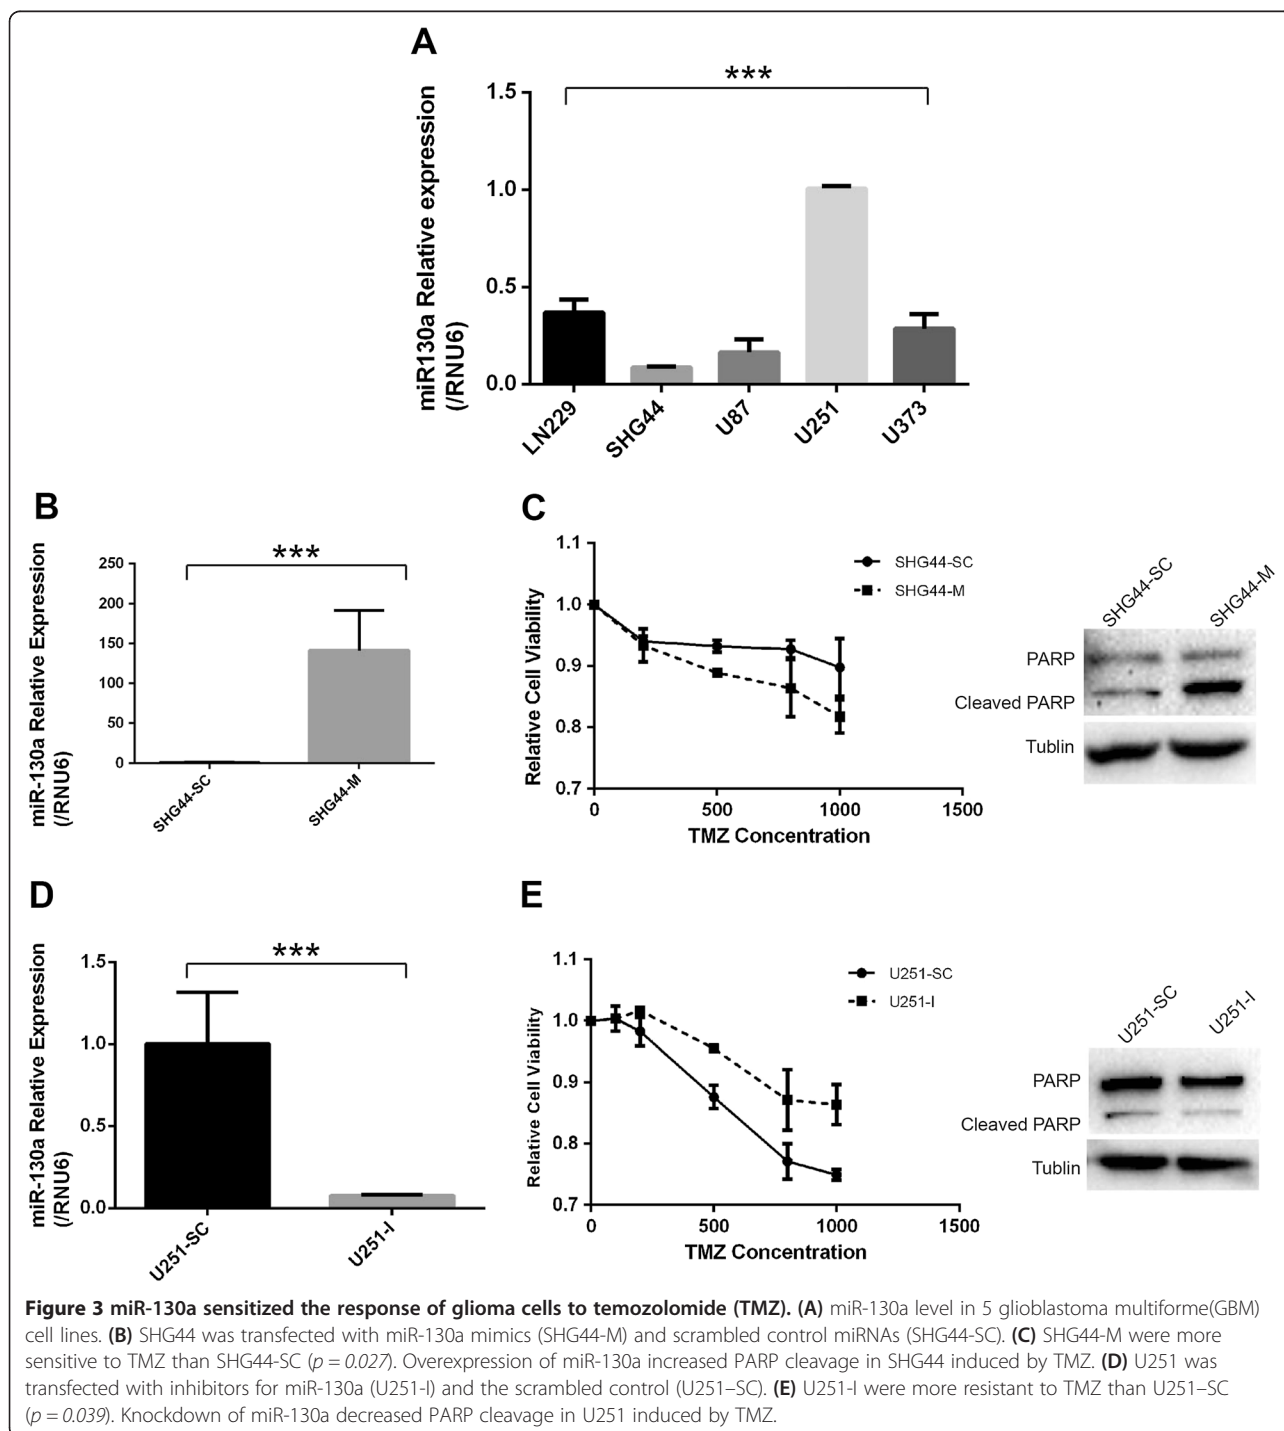 A
***
miR130a Relative expression
(/RNU6)
1.5
1.0
0.5
0.0
LN229
SHG44
U87
U251
U373
B
***
miR-130a Relative Expression
(/RNU6)
250
200
150
100
50
0
SHG44-SC
SHG44-M
C
Relative Cell Viability
1.1
1.0
0.9
0.8
0.7
0
500
1000
1500
TMZ Concentration
SHG44-SC
SHG44-M
SHG44-SC
SHG44-M
PARP
Cleaved PARP
Tublin
D
***
miR-130a Relative Expression
(/RNU6)
1.5
1.0
0.5
0.0
U251-SC
U251-I
E
Relative Cell Viability
1.1
1.0
0.9
0.8
0.7
0
500
1000
1500
TMZ Concentration
U251-SC
U251-I
U251-SC
U251-I
PARP
Cleaved PARP
Tublin
Figure 3 miR-130a sensitized the response of glioma cells to temozolomide (TMZ). (A) miR-130a level in 5 glioblastoma multiforme(GBM)
cell lines. (B) SHG44 was transfected with miR-130a mimics (SHG44-M) and scrambled control miRNAs (SHG44-SC). (C) SHG44-M were more
sensitive to TMZ than SHG44-SC (p = 0.027). Overexpression of miR-130a increased PARP cleavage in SHG44 induced by TMZ. (D) U251 was
transfected with inhibitors for miR-130a (U251-I) and the scrambled control (U251–SC). (E) U251-I were more resistant to TMZ than U251–SC
(p = 0.039). Knockdown of miR-130a decreased PARP cleavage in U251 induced by TMZ.